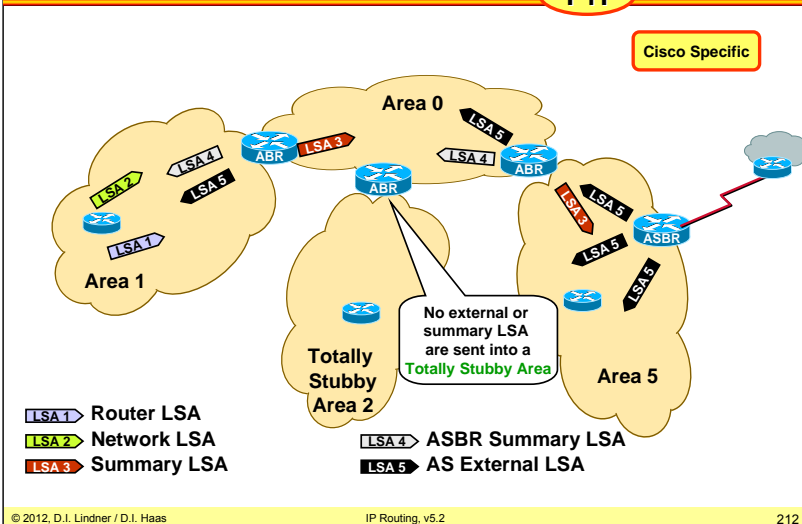 Cisco Specific
Area 0
LSA 5
LSA 4
ABR
LSA 3
ABR
ABR
LSA 4
LSA 5
LSA 2
LSA 1
Area 1
LSA 3
LSA 5
ASBR
LSA 5
LSA 5
Area 5
No external or
summary LSA
are sent into a
Totally Stubby Area
Totally
Stubby
Area 2
LSA 1 Router LSA
LSA 2 Network LSA
LSA 3 Summary LSA
LSA 4 ASBR Summary LSA
LSA 5 AS External LSA
© 2012, D.I. Lindner / D.I. Haas
IP Routing, v5.2
212